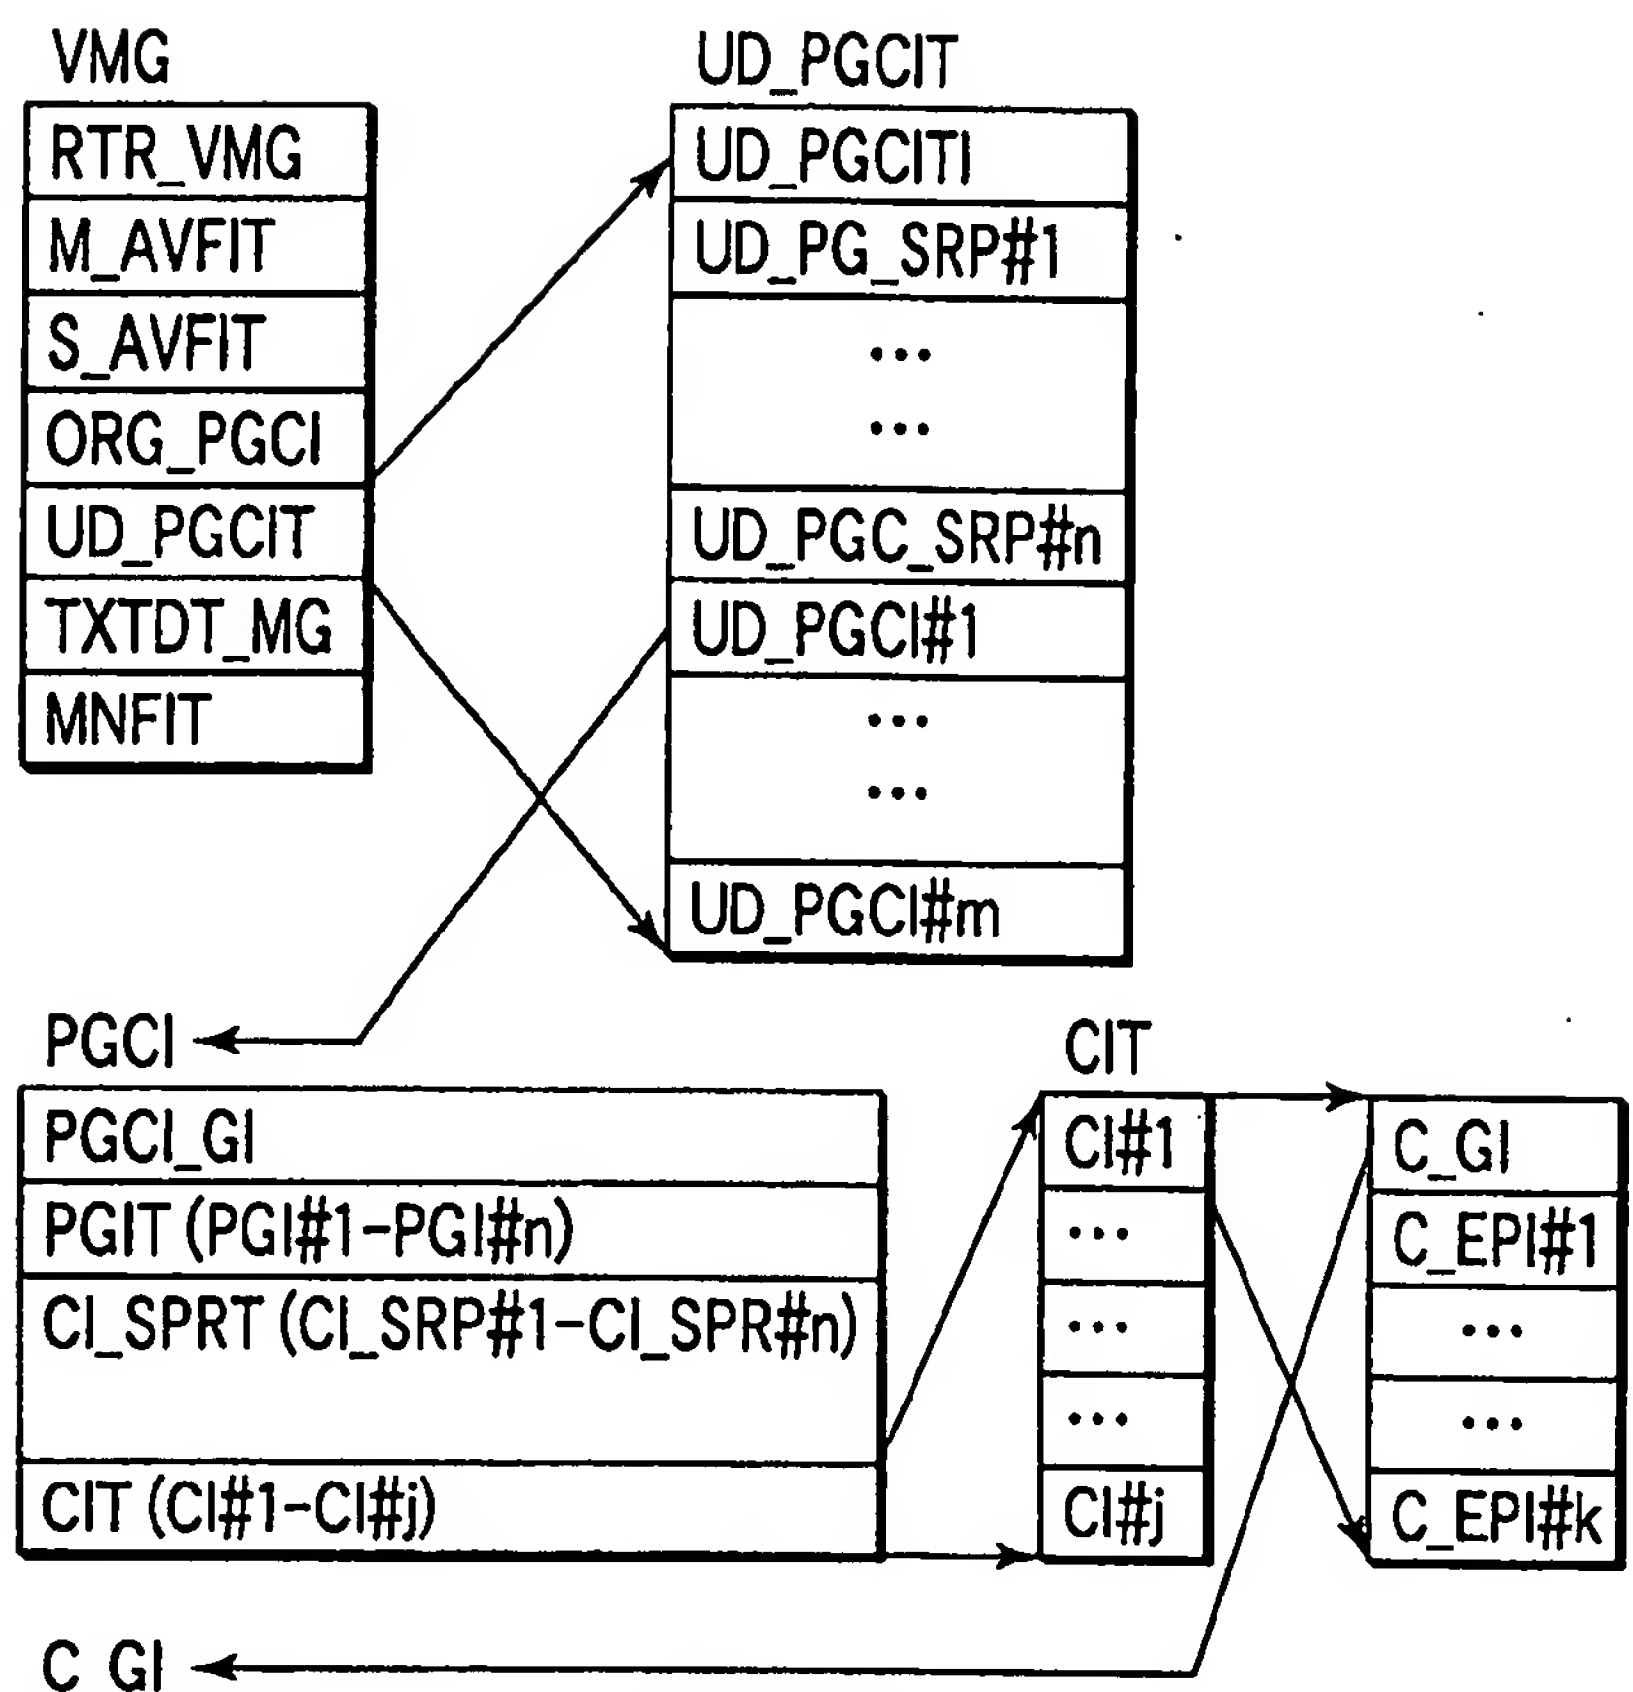 VMG
RTR_VMG
M_AVFIT
S_AVFIT
ORG_PGCI
UD_PGCIT
TXTDT_MG
MNFIT
UD_PGCIT
UD_PGCITI
UD_PG_SRP#1
...
...
UD_PGC_SRP#n
UD_PGCI#1
...
...
UD_PGCI#m
PGCI
PGCI_GI
PGIT (PGI#1-PGI#n)
CI_SPRT (CI_SRP#1-CI_SPR#n)
CIT (CI#1-CI#j)
CIT
CI#1
...
...
...
CI#j
C_GI
C_EPI#1
...
...
C_EPI#k
C GI